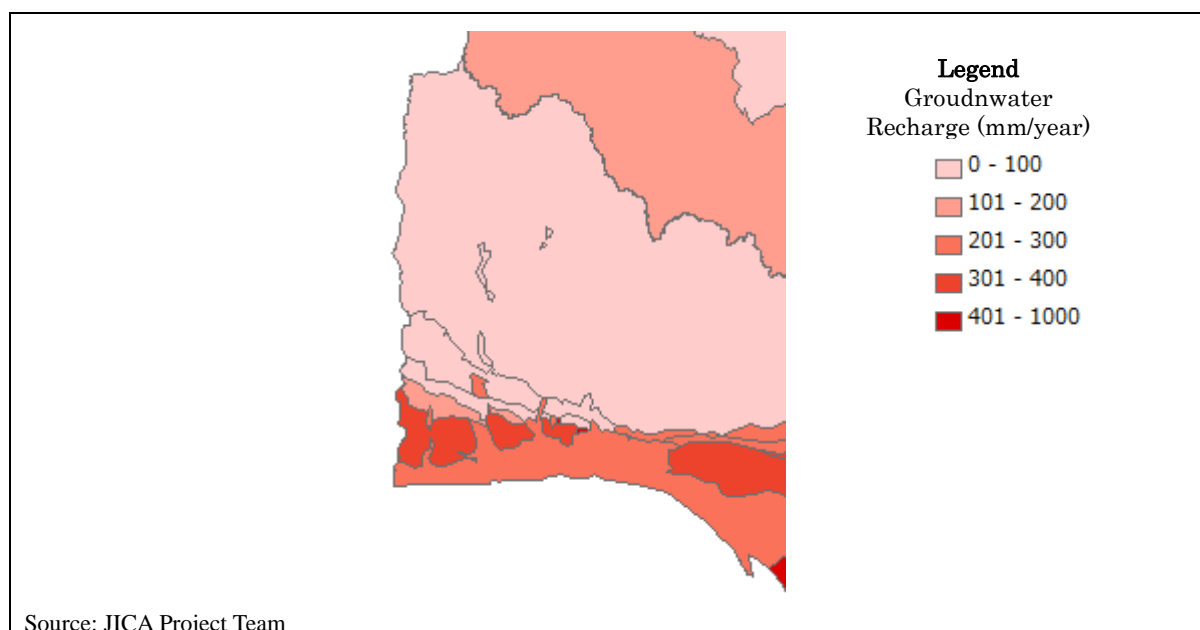 Legend
Groudnwater
Recharge (mm/year)
0 - 100
101 - 200
201 - 300
301 - 400
401 - 1000
Source: JICA Project Team